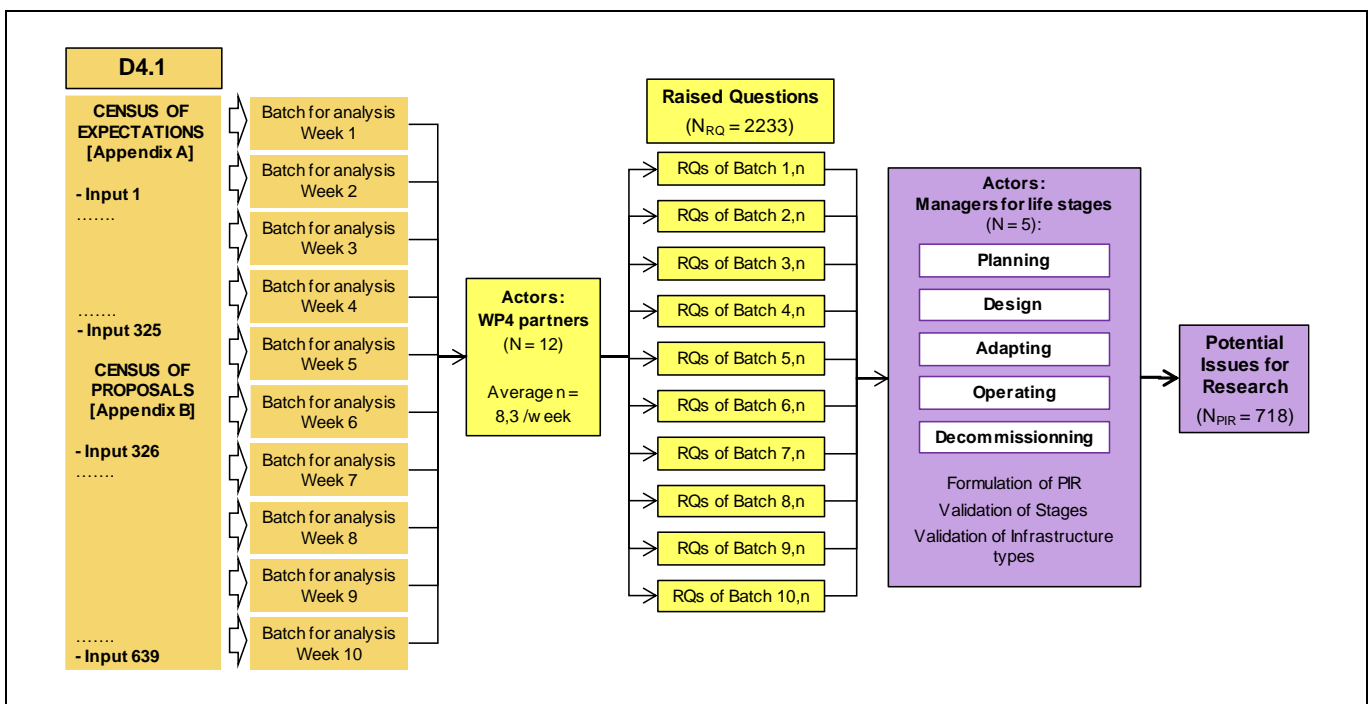 D4.1
CENSUS OF
EXPECTATIONS
[Appendix A]
- Input 1
…….
…….
- Input 325
CENSUS OF
PROPOSALS
[Appendix B]
- Input 326
…….
…….
- Input 639
Batch for analysis
Week 1
Batch for analysis
Week 2
Batch for analysis
Week 3
Batch for analysis
Week 4
Batch for analysis
Week 5
Batch for analysis
Week 6
Batch for analysis
Week 7
Batch for analysis
Week 8
Batch for analysis
Week 9
Batch for analysis
Week 10
Actors:
WP4 partners
(N = 12)
Average n =
8,3 /week
Raised Questions
(NRQ = 2233)
RQs of Batch 1,n
RQs of Batch 2,n
RQs of Batch 3,n
RQs of Batch 4,n
RQs of Batch 5,n
RQs of Batch 6,n
RQs of Batch 7,n
RQs of Batch 8,n
RQs of Batch 9,n
RQs of Batch 10,n
Actors:
Managers for life stages
(N = 5):
Planning
Design
Adapting
Operating
Decommissionning
Formulation of PIR
Validation of Stages
Validation of Infrastructure
types
Potential
Issues for
Research
(NPIR = 718)